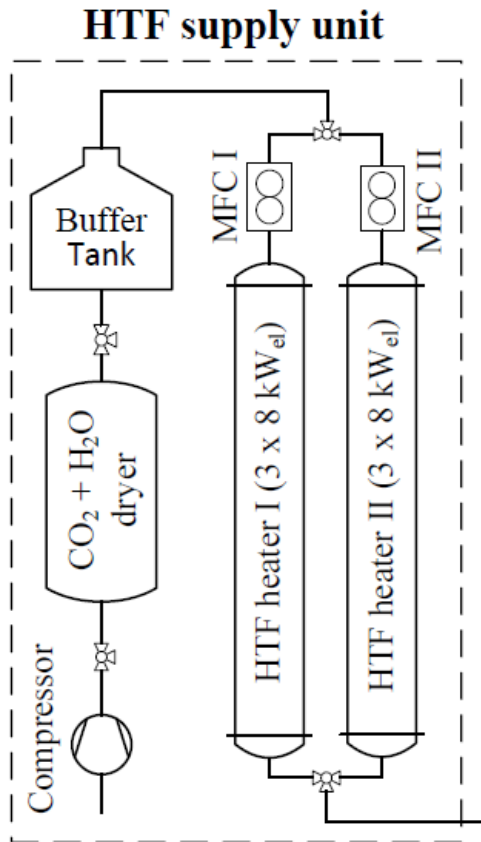 HTF supply unit
Buffer
Tank
MFC I
MFC II
CO₂ + H₂O
dryer
HTF heater I (3 x 8 kWₑₗ)
HTF heater II (3 x 8 kWₑₗ)
Compressor